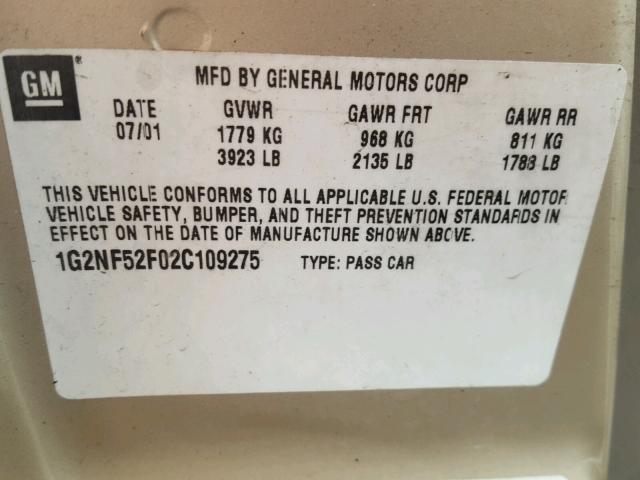 GM ®
MFD BY GENERAL MOTORS CORP
DATE GVWR GAWR FRT GAWR RR
07/01 1779 KG 968 KG 811 KG
3923 LB 2135 LB 1788 LB
THIS VEHICLE CONFORMS TO ALL APPLICABLE U.S. FEDERAL MOTOR
VEHICLE SAFETY, BUMPER, AND THEFT PREVENTION STANDARDS IN
EFFECT ON THE DATE OF MANUFACTURE SHOWN ABOVE.
1G2NF52F02C109275 TYPE: PASS CAR